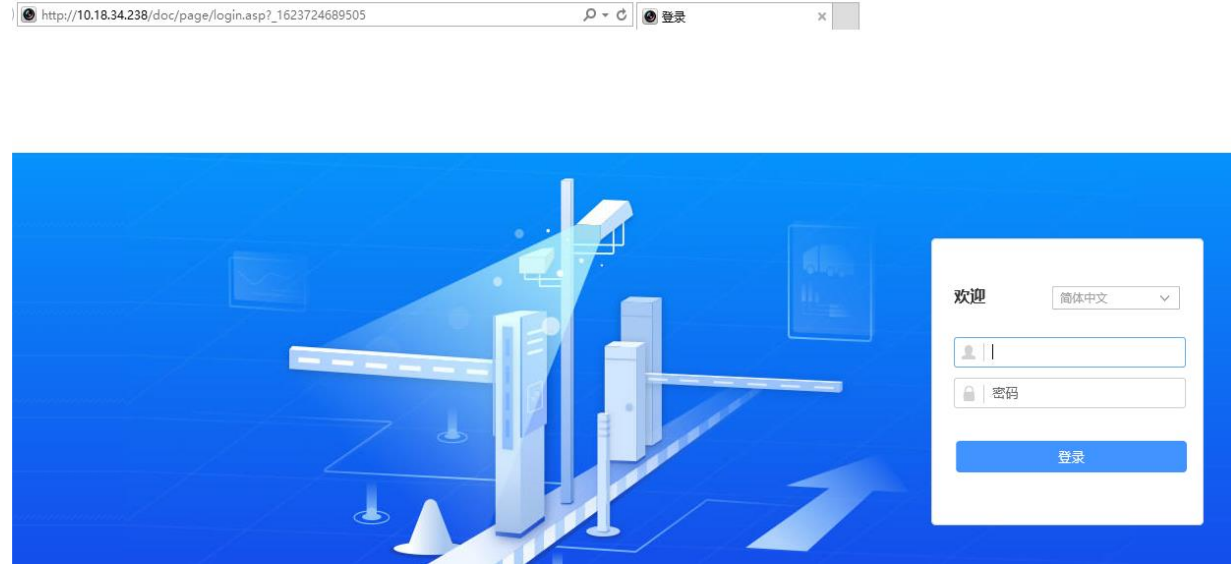 http://10.18.34.238/doc/page/login.asp?_1623724689505
登录
欢迎
简体中文
密码
登录